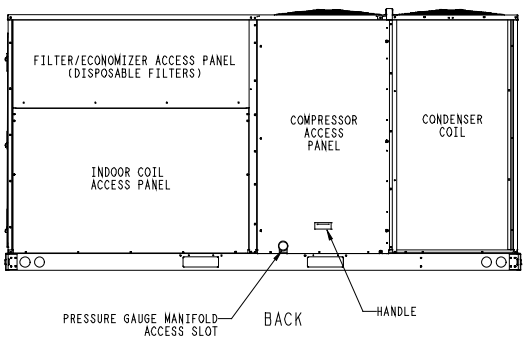 FILTER/ECONOMIZER ACCESS PANEL
(DISPOSABLE FILTERS)
COMPRESSOR
ACCESS
PANEL
CONDENSER
COIL
INDOOR COIL
ACCESS PANEL
PRESSURE GAUGE MANIFOLD
ACCESS SLOT
BACK
HANDLE